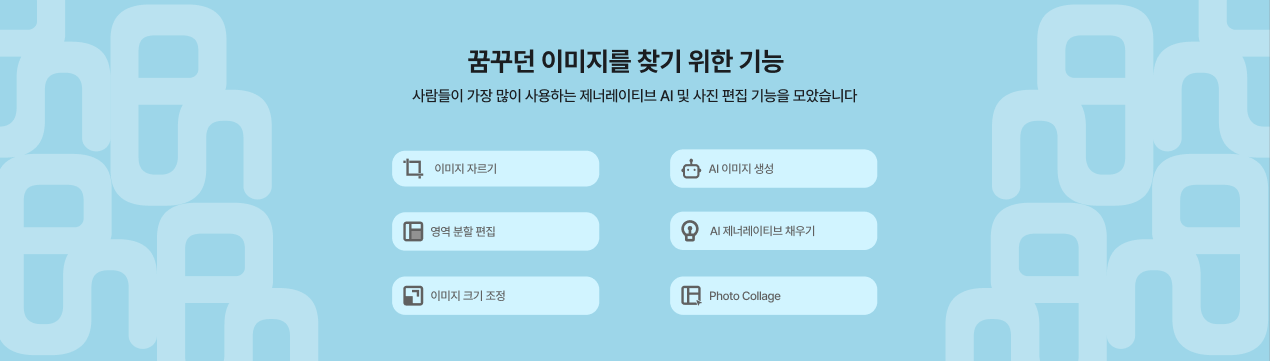 꿈꾸던 이미지를 찾기 위한 기능
사람들이 가장 많이 사용하는 제너레이티브 AI 및 사진 편집 기능을 모았습니다
이미지 자르기
AI 이미지 생성
영역 분할 편집
AI 제너레이티브 채우기
이미지 크기 조정
Photo Collage